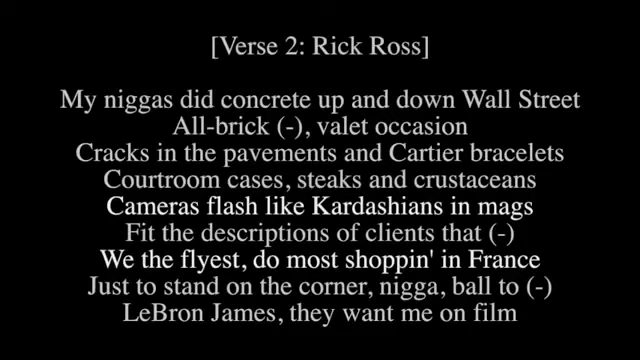 [Verse 2: Rick Ross]
My niggas did concrete up and down Wall Street
All-brick (-), valet occasion
Cracks in the pavements and Cartier bracelets
Courtroom cases, steaks and crustaceans
Cameras flash like Kardashians in mags
Fit the descriptions of clients that (-)
We the flyest, do most shoppin' in France
Just to stand on the corner, nigga, ball to (-)
LeBron James, they want me on film